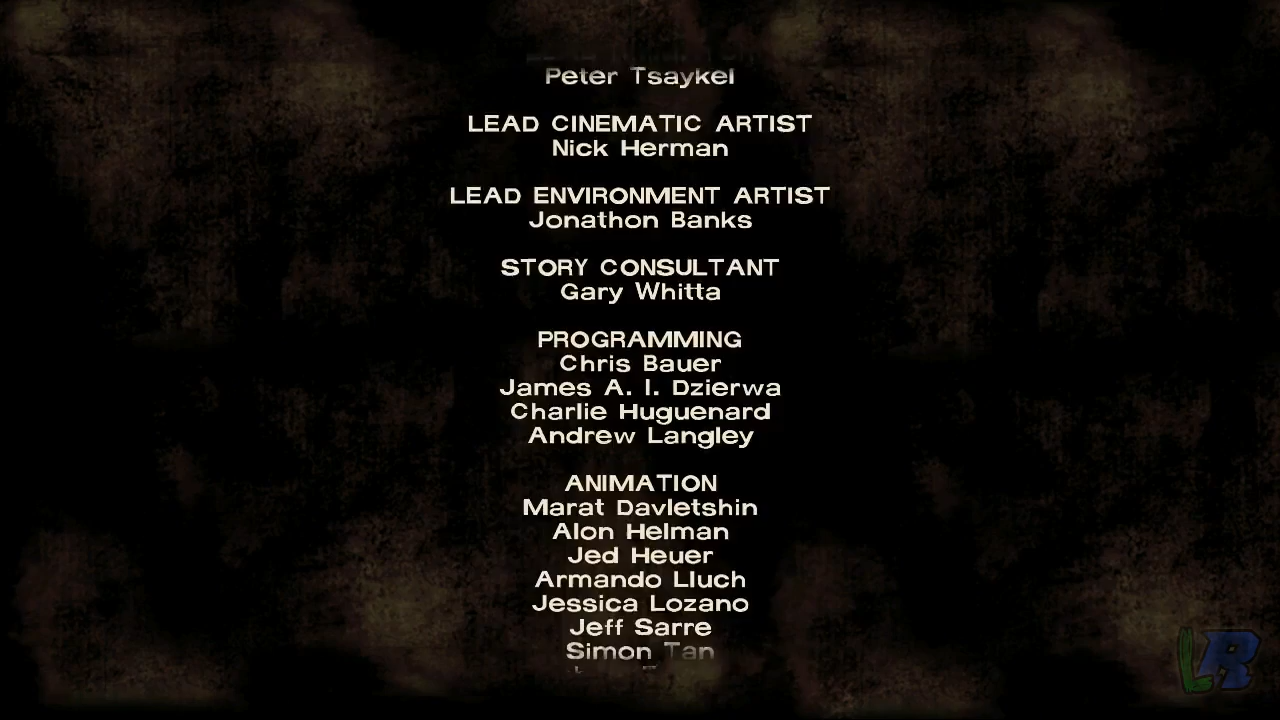 Peter Tsaykel
LEAD CINEMATIC ARTIST
Nick Herman
LEAD ENVIRONMENT ARTIST
Jonathon Banks
STORY CONSULTANT
Gary Whitta
PROGRAMMING
Chris Bauer
James A. I. Dzierwa
Charlie Huguenard
Andrew Langley
ANIMATION
Marat Davletshin
Alon Helman
Jed Heuer
Armando Lluch
Jessica Lozano
Jeff Sarre
Simon Tan
LR